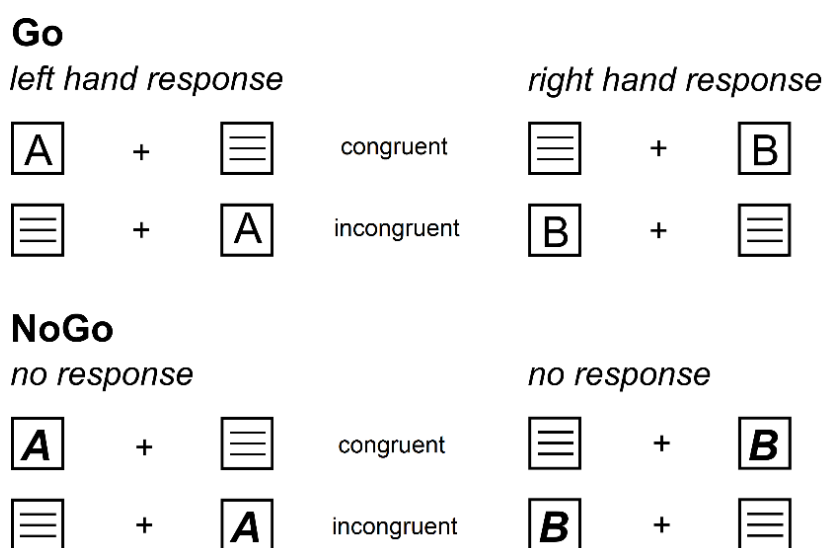 Go
left hand response right hand response
A + congruent + B
+ A incongruent B +
NoGo
no response no response
A + congruent + B
+ A incongruent B +